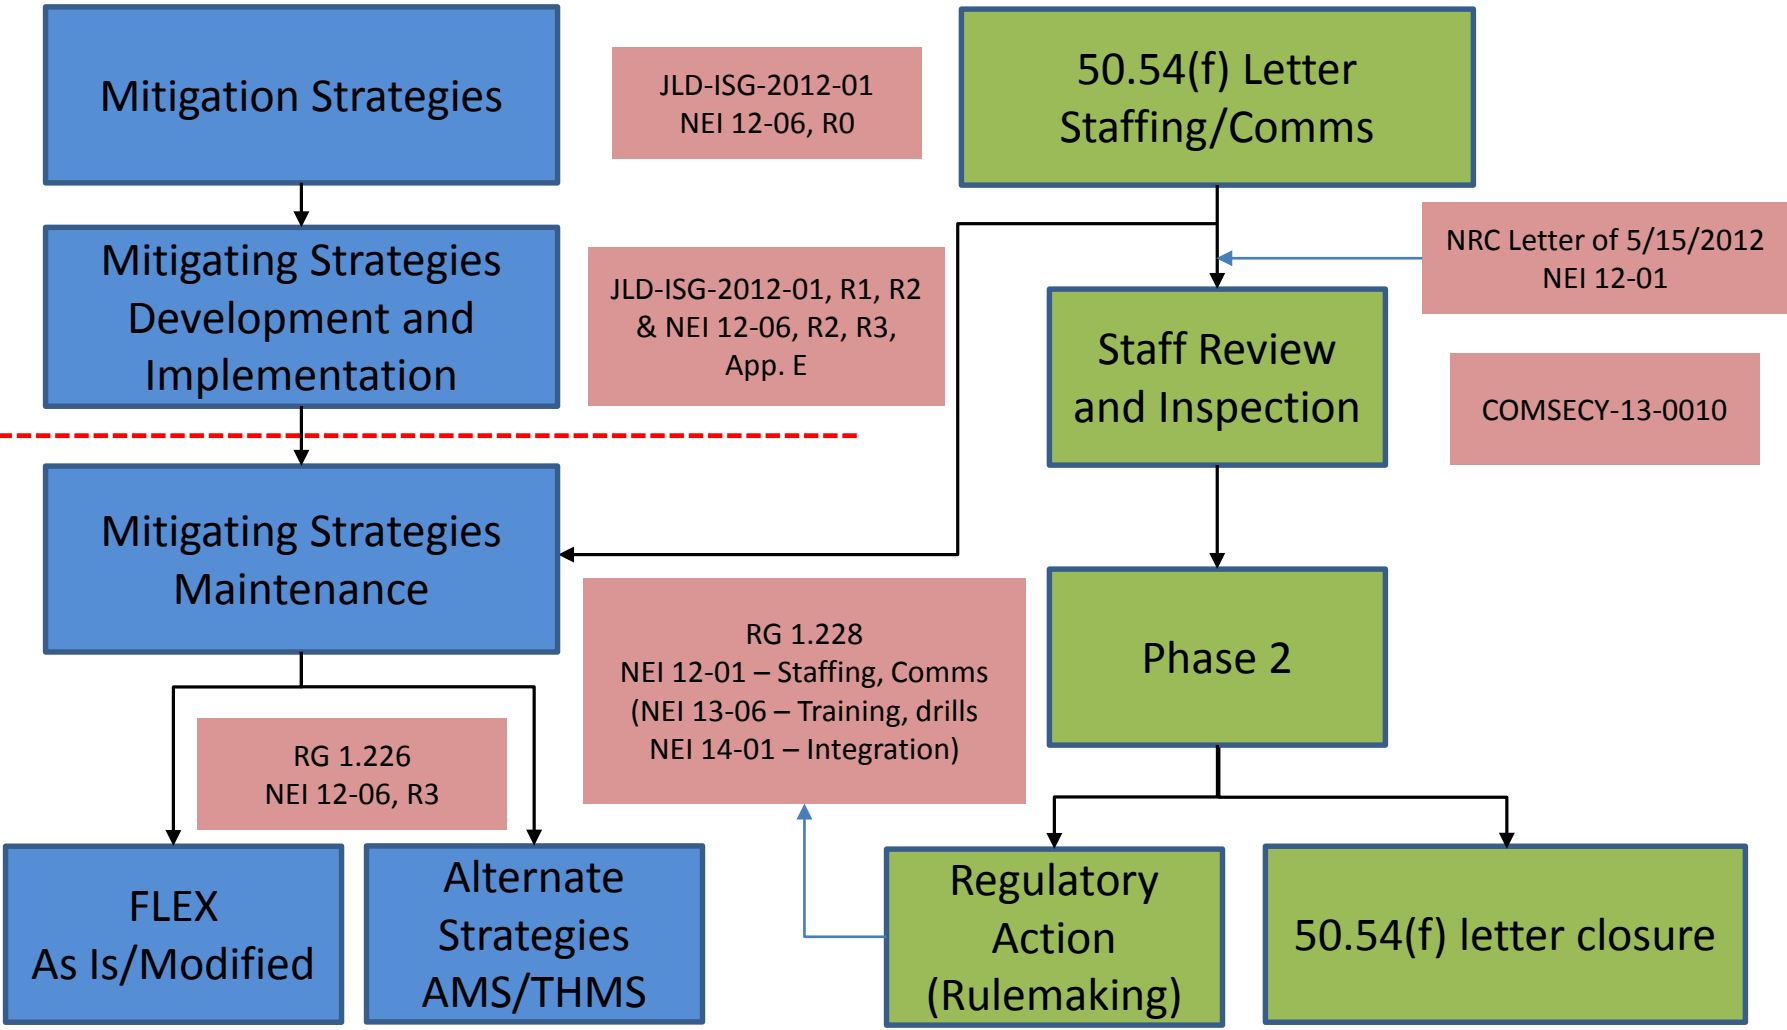 Mitigation Strategies
JLD-ISG-2012-01
NEI 12-06, R0
50.54(f) Letter
Staffing/Comms
Mitigating Strategies
Development and
Implementation
JLD-ISG-2012-01, R1, R2
& NEI 12-06, R2, R3,
App. E
NRC Letter of 5/15/2012
NEI 12-01
Staff Review
and Inspection
COMSECY-13-0010
Mitigating Strategies
Maintenance
RG 1.228
NEI 12-01 – Staffing, Comms
(NEI 13-06 – Training, drills
NEI 14-01 – Integration)
Phase 2
RG 1.226
NEI 12-06, R3
FLEX
As Is/Modified
Alternate
Strategies
AMS/THMS
Regulatory
Action
(Rulemaking)
50.54(f) letter closure